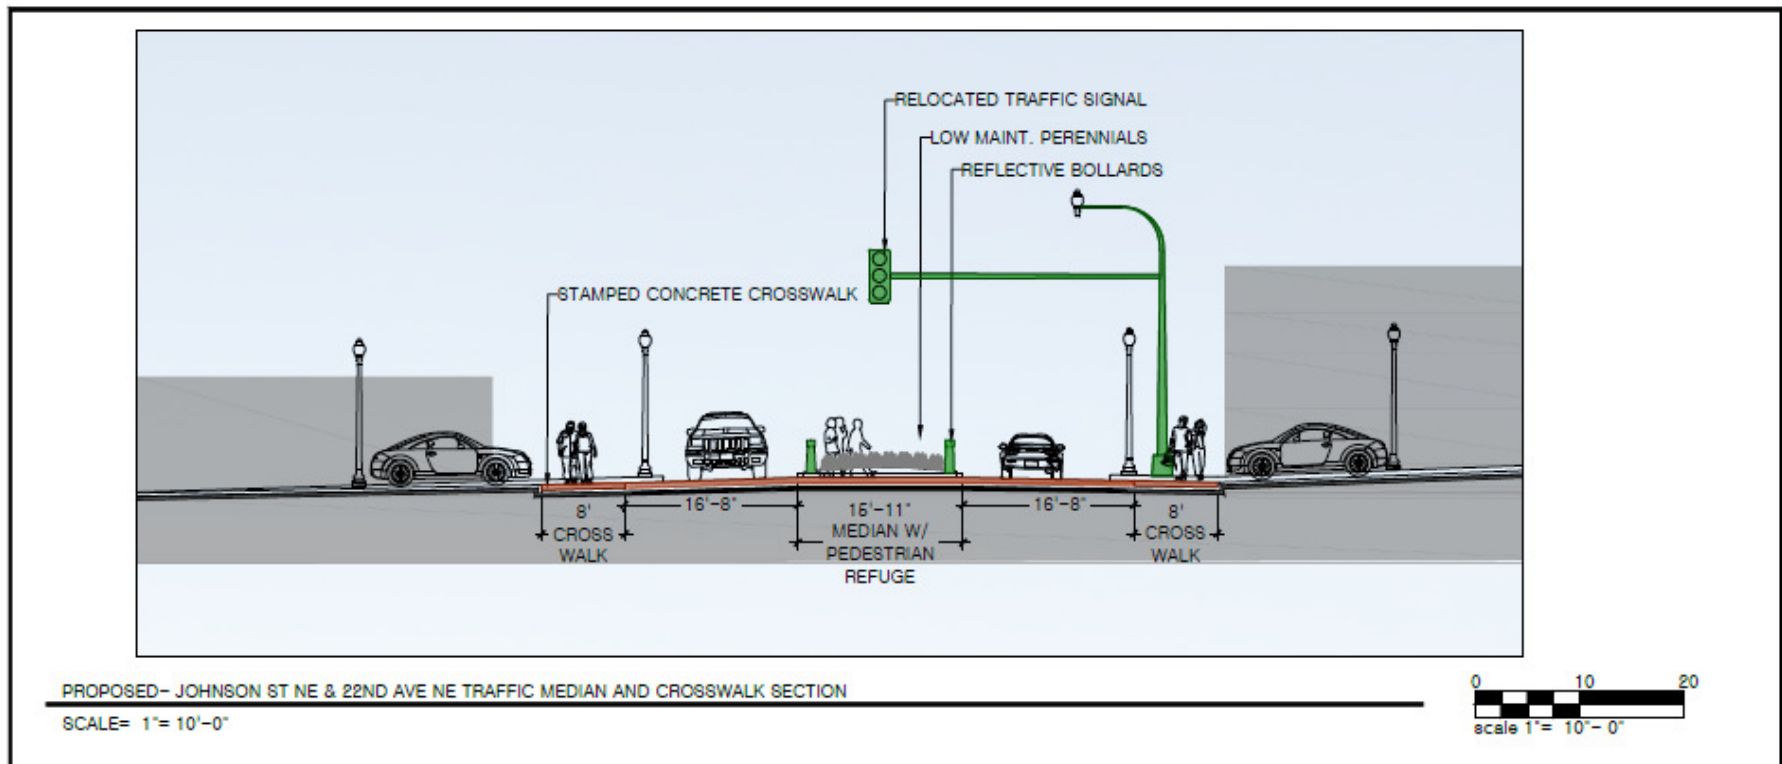 RELOCATED TRAFFIC SIGNAL
LOW MAINT. PERENNIALS
REFLECTIVE BOLLARDS
STAMPED CONCRETE CROSSWALK
8'
CROSS
WALK
16'-8"
15'-11"
MEDIAN W/
PEDESTRIAN
REFUGE
16'-8"
8'
CROSS
WALK
PROPOSED- JOHNSON ST NE & 22ND AVE NE TRAFFIC MEDIAN AND CROSSWALK SECTION
SCALE= 1"= 10'-0"
0 10 20
scale 1"= 10"- 0"